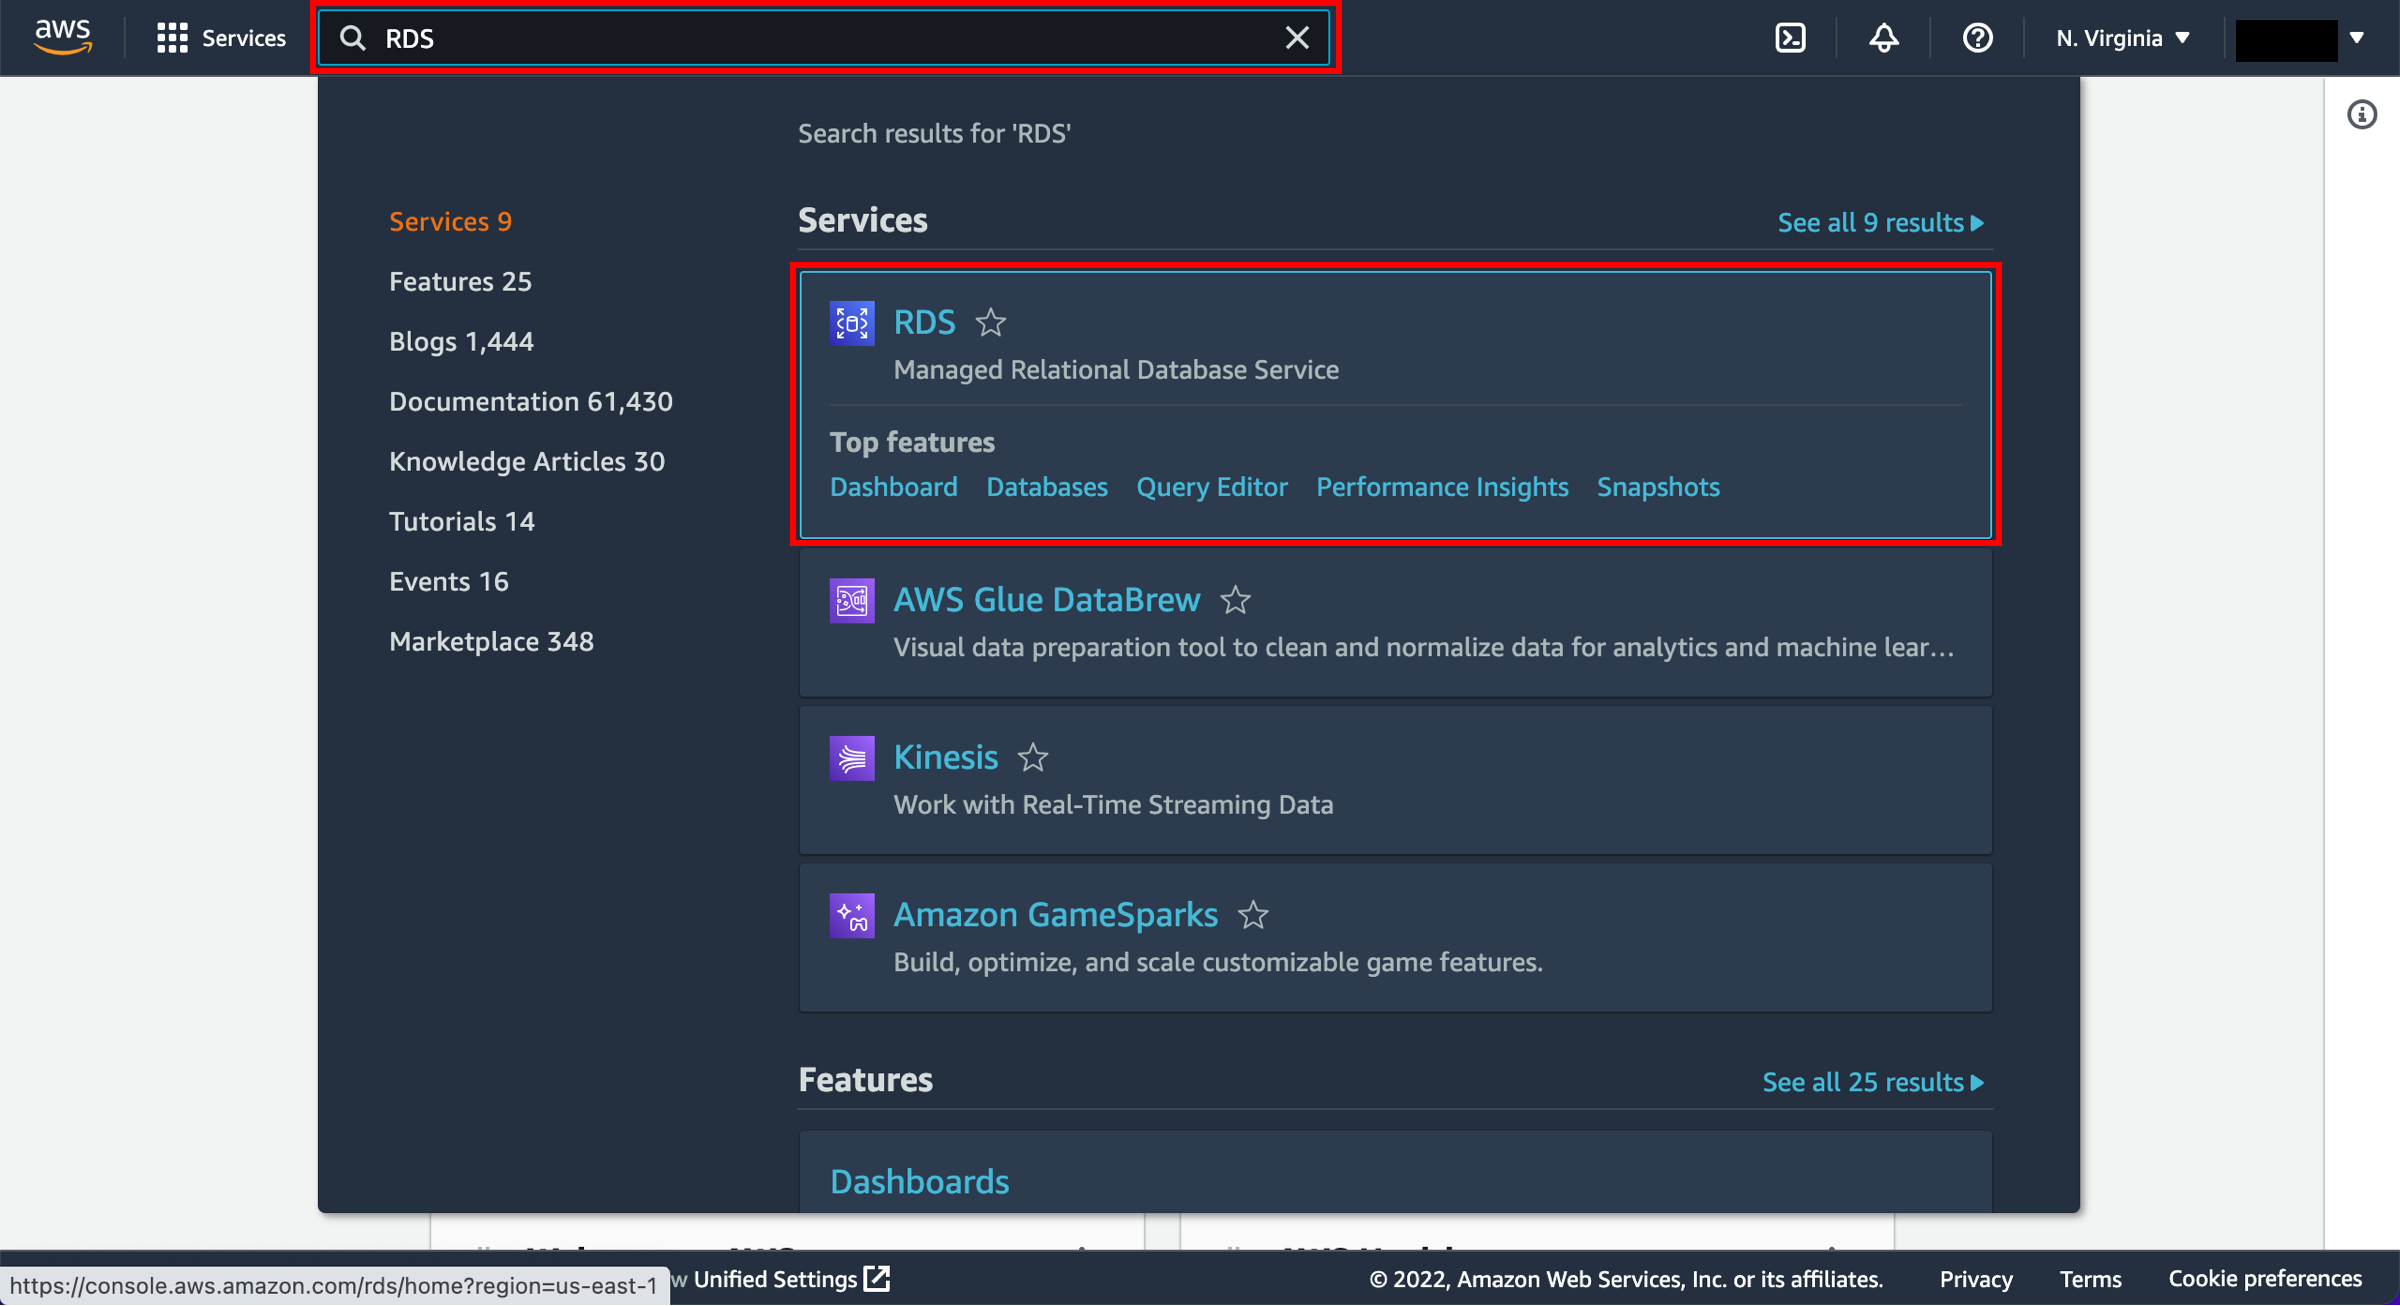 aws
Services
RDS
N. Virginia
Search results for 'RDS'
Services 9
Features 25
Blogs 1,444
Documentation 61,430
Knowledge Articles 30
Tutorials 14
Events 16
Marketplace 348
Services
See all 9 results
RDS
Managed Relational Database Service
Top features
Dashboard Databases Query Editor Performance Insights Snapshots
AWS Glue DataBrew
Visual data preparation tool to clean and normalize data for analytics and machine lear...
Kinesis
Work with Real-Time Streaming Data
Amazon GameSparks
Build, optimize, and scale customizable game features.
Features
See all 25 results
Dashboards
https://console.aws.amazon.com/rds/home?region=us-east-1
Unified Settings
© 2022, Amazon Web Services, Inc. or its affiliates.
Privacy
Terms
Cookie preferences